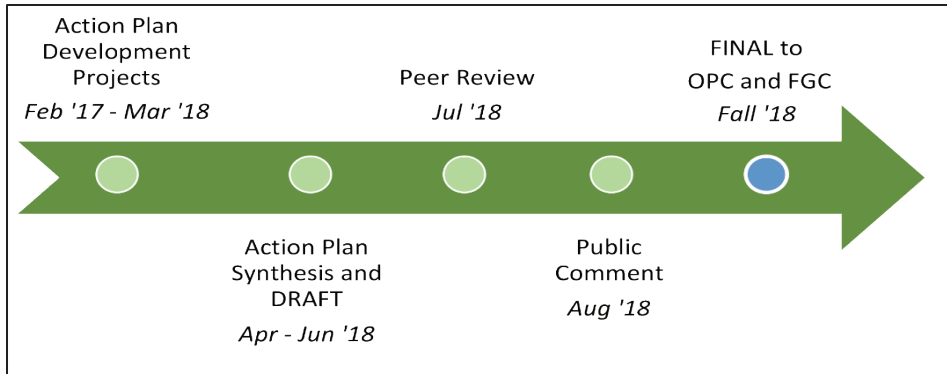 Action Plan
Development
Projects
Feb '17 - Mar '18
Action Plan
Synthesis and
DRAFT
Apr - Jun '18
Peer Review
Jul '18
Public
Comment
Aug '18
FINAL to
OPC and FGC
Fall '18